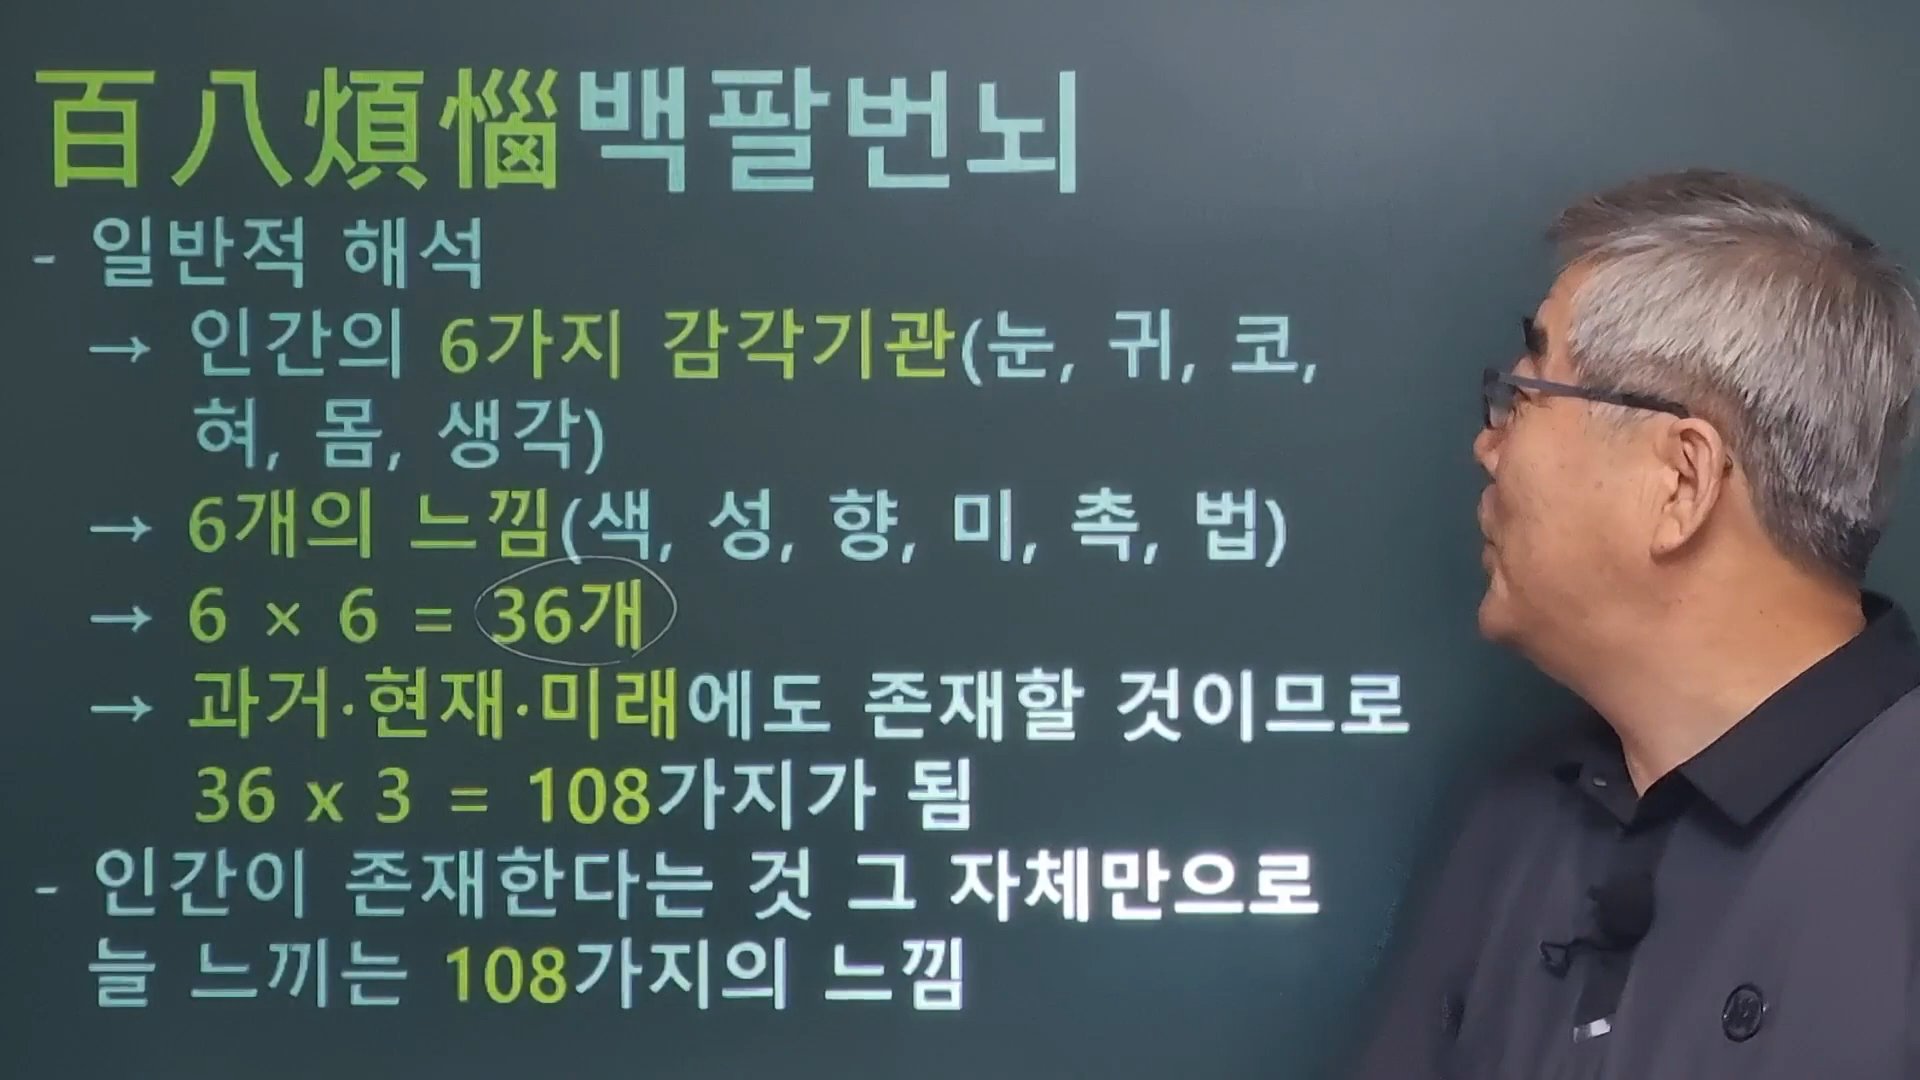 百八煩惱백팔번뇌
- 일반적 해석
→ 인간의 6가지 감각기관(눈, 귀, 코,
혀, 몸, 생각)
→ 6개의 느낌(색, 성, 향, 미, 촉, 법)
→ 6 × 6 = 36개
→ 과거·현재·미래에도 존재할 것이므로
36 x 3 = 108가지가 됨
- 인간이 존재한다는 것 그 자체만으로
늘 느끼는 108가지의 느낌